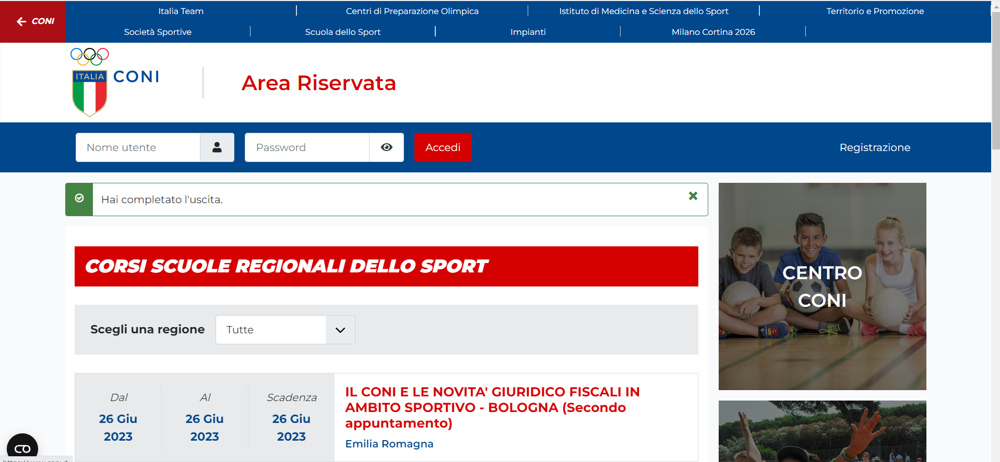 CONI
Italia Team
Centri di Preparazione Olimpica
Istituto di Medicina e Scienza dello Sport
Territorio e Promozione
Società Sportive
Scuola dello Sport
Impianti
Milano Cortina 2026
ITALIA
CONI
Area Riservata
Nome utente
Password
Accedi
Registrazione
Hai completato l'uscita.
CORSI SCUOLE REGIONALI DELLO SPORT
Scegli una regione
Tutte
Dal
26 Giu
2023
Al
26 Giu
2023
Scadenza
26 Giu
2023
IL CONI E LE NOVITA' GIURIDICO FISCALI IN
AMBITO SPORTIVO - BOLOGNA (Secondo
appuntamento)
Emilia Romagna
CENTRO
CONI